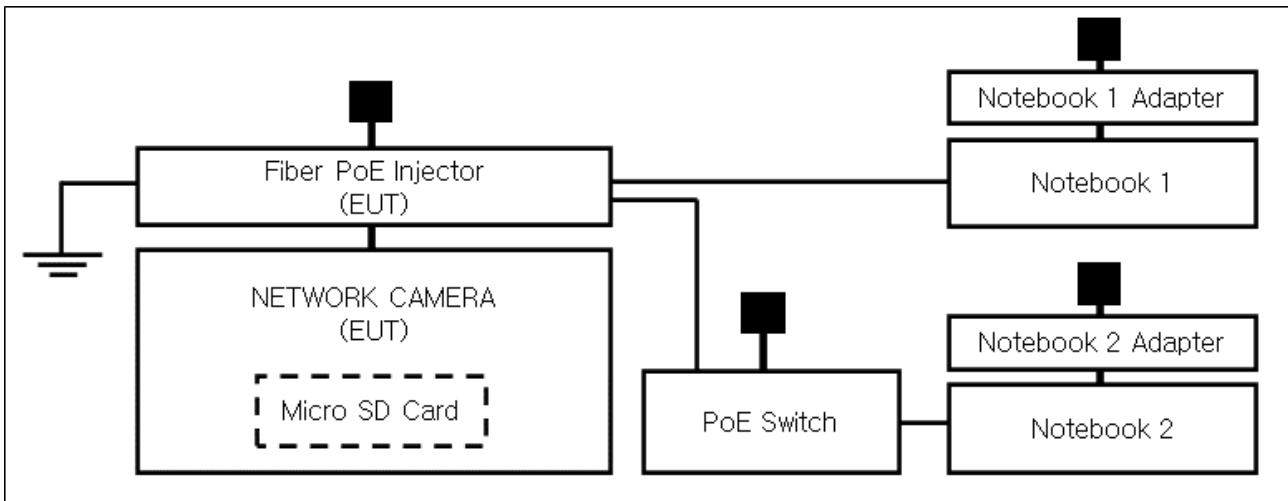 Notebook 1 Adapter
Fiber PoE Injector
(EUT)
Notebook 1
NETWORK CAMERA
(EUT)
Notebook 2 Adapter
Micro SD Card
PoE Switch
Notebook 2